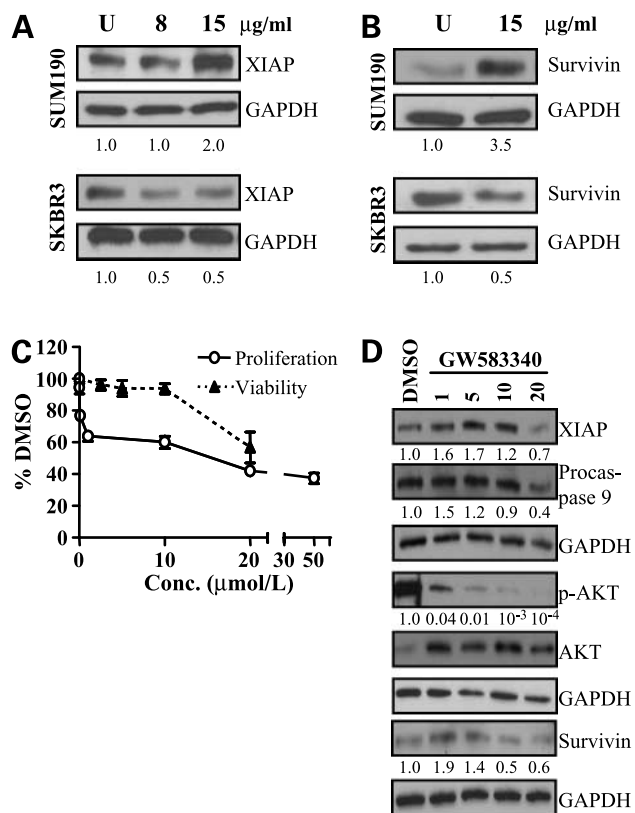 A
U 8 15 µg/ml
SUM190
XIAP
GAPDH
1.0 1.0 2.0
SKBR3
XIAP
GAPDH
1.0 0.5 0.5
B
U 15 µg/ml
SUM190
Survivin
GAPDH
1.0 3.5
SKBR3
Survivin
GAPDH
1.0 0.5
C
120
100
80
60
40
20
0
% DMSO
Proliferation
Viability
0 10 20 30 50
Conc. (µmol/L)
D
DMSO
GW583340
1 5 10 20
XIAP
1.0 1.6 1.7 1.2 0.7
Procas-
pase 9
1.0 1.5 1.2 0.9 0.4
GAPDH
p-AKT
1.0 0.04 0.01 10⁻³ 10⁻⁴
AKT
GAPDH
Survivin
1.0 1.9 1.4 0.5 0.6
GAPDH